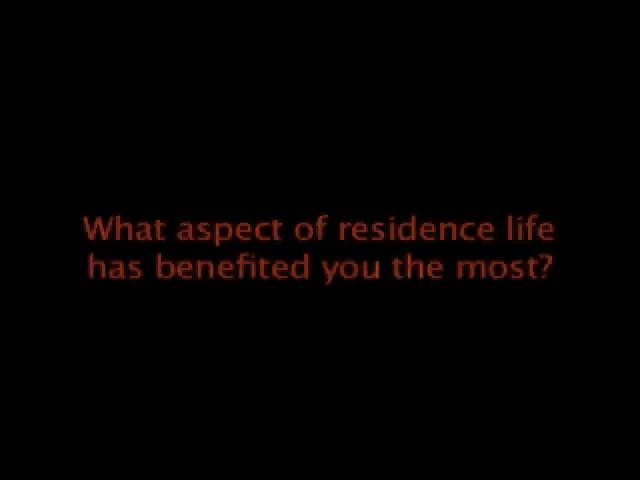 What aspect of residence life
has benefited you the most?